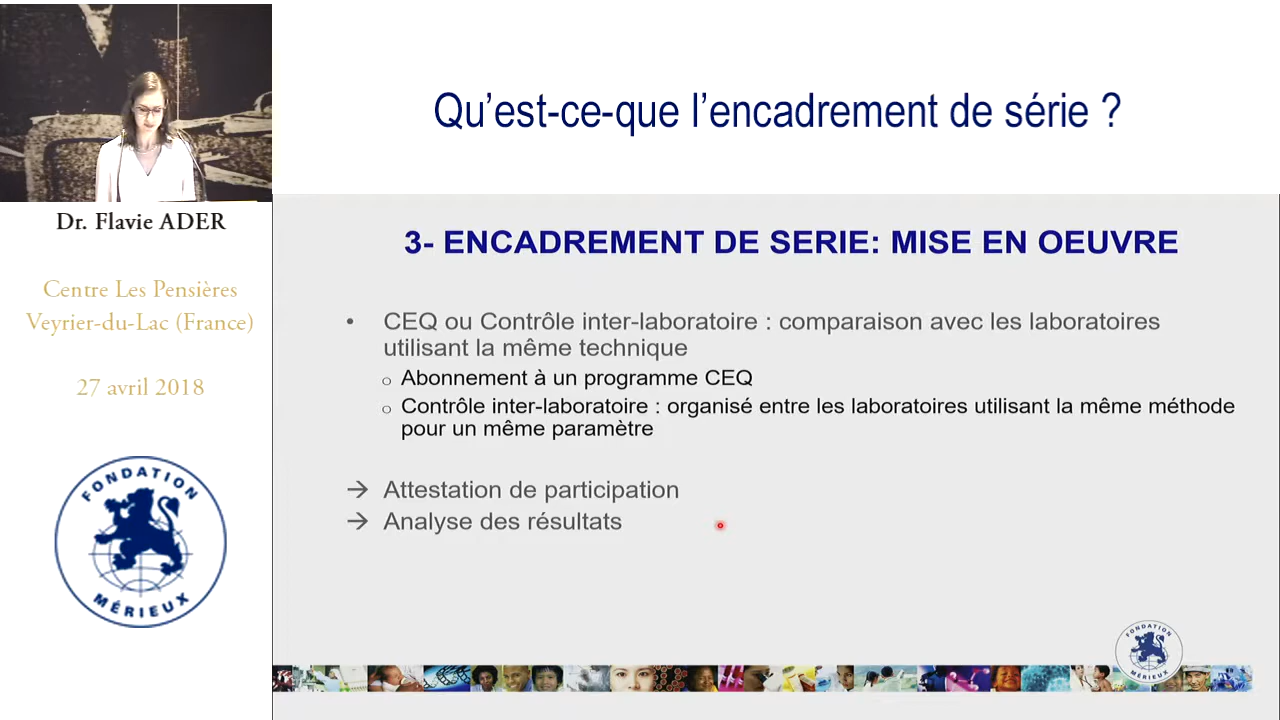 Qu’est-ce-que l’encadrement de série ?
Dr. Flavie ADER
Centre Les Pensières
Veyrier-du-Lac (France)
27 avril 2018
FONDATION
MÉRIEUX
3- ENCADREMENT DE SERIE: MISE EN OEUVRE
• CEQ ou Contrôle inter-laboratoire : comparaison avec les laboratoires
utilisant la même technique
o Abonnement à un programme CEQ
o Contrôle inter-laboratoire : organisé entre les laboratoires utilisant la même méthode
pour un même paramètre
→ Attestation de participation
→ Analyse des résultats
FONDATION
MÉRIEUX